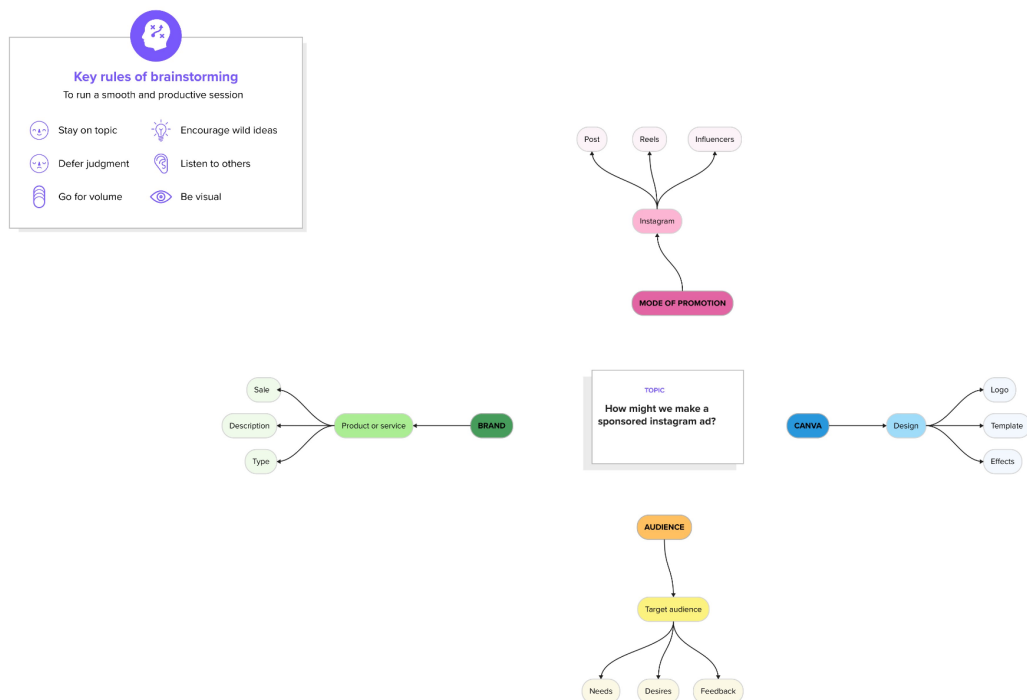 Key rules of brainstorming
To run a smooth and productive session
Stay on topic
Encourage wild ideas
Defer judgment
Listen to others
Go for volume
Be visual
Post
Reels
Influencers
Instagram
MODE OF PROMOTION
TOPIC
How might we make a
sponsored instagram ad?
Sale
Description
Type
Product or service
BRAND
CANVA
Design
Logo
Template
Effects
AUDIENCE
Target audience
Needs
Desires
Feedback